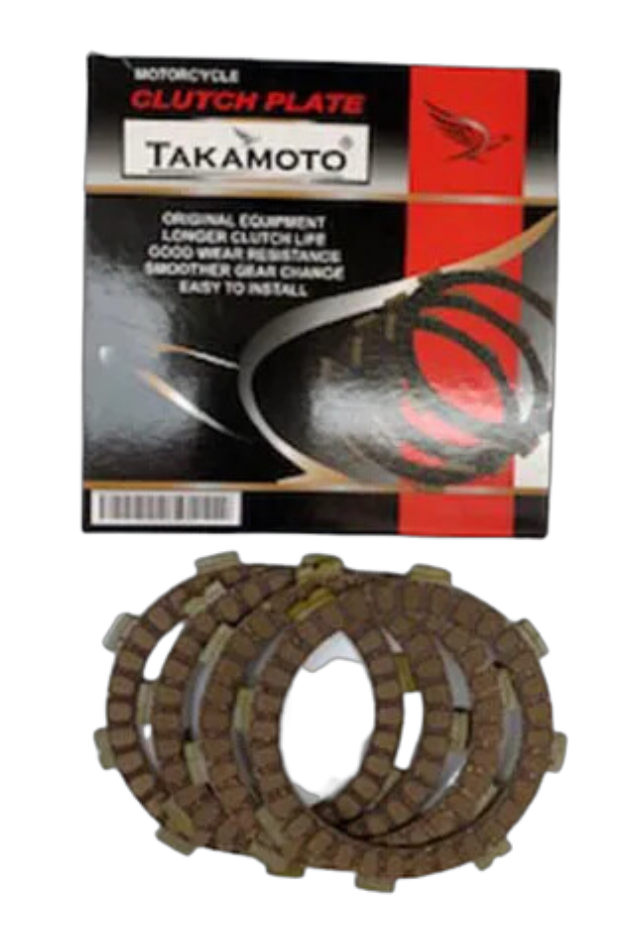 MOTORCYCLE
CLUTCH PLATE
TAKAMOTO®
ORIGINAL EQUIPMENT
LONGER CLUTCH LIFE
GOOD WEAR RESISTANCE
SMOOTHER GEAR CHANGE
EASY TO INSTALL